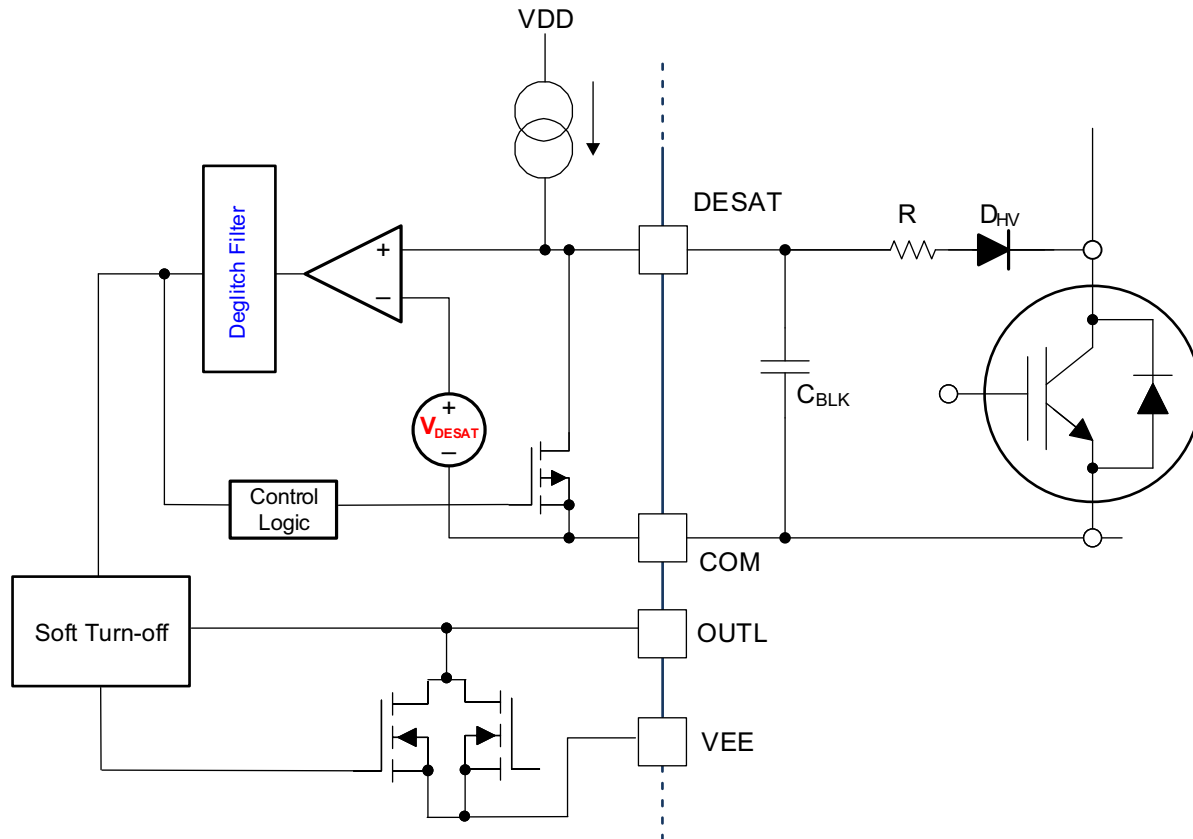 VDD
DESAT
R
DHV
Deglitch Filter
+
−
CBLK
+
VDESAT
−
Control
Logic
COM
Soft Turn-off
OUTL
VEE